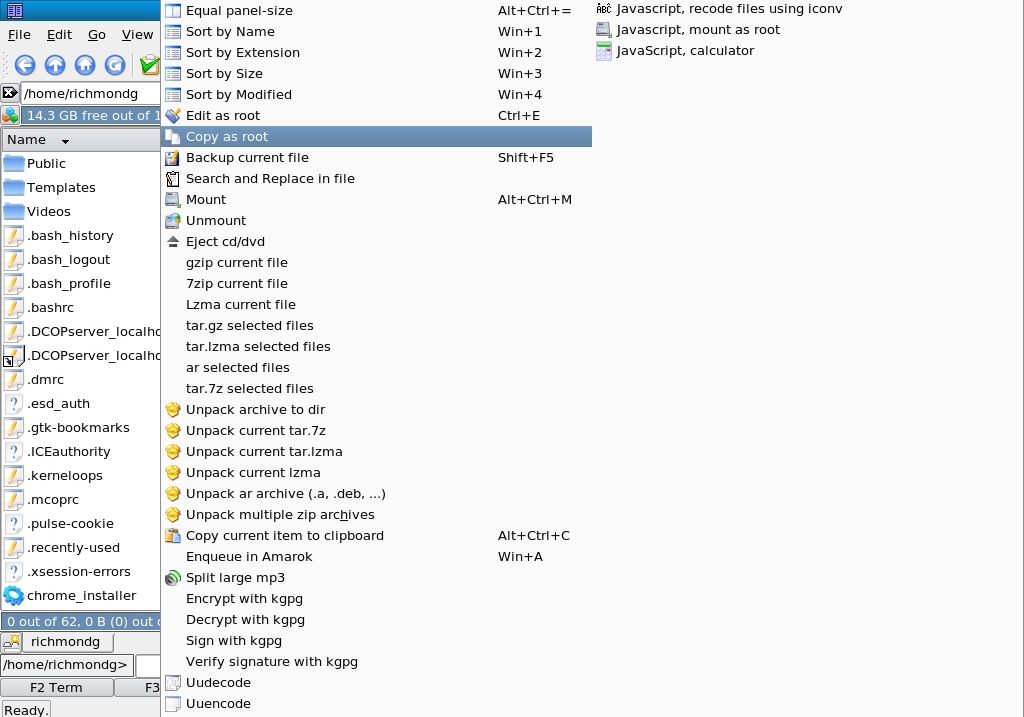 File Edit Go View
/home/richmondg
14.3 GB free out of 1
Name
Public
Templates
Videos
.bash_history
.bash_logout
.bash_profile
.bashrc
.DCOPserver_localho
.DCOPserver_localho
.dmrc
.esd_auth
.gtk-bookmarks
.ICEauthority
.kerneloops
.mcoprc
.pulse-cookie
.recently-used
.xsession-errors
chrome_installer
0 out of 62, 0 B (0) out o
richmondg
/home/richmondg>
F2 Term F3
Ready.
Equal panel-size Alt+Ctrl+=
Sort by Name Win+1
Sort by Extension Win+2
Sort by Size Win+3
Sort by Modified Win+4
Edit as root Ctrl+E
Copy as root
Backup current file Shift+F5
Search and Replace in file
Mount Alt+Ctrl+M
Unmount
Eject cd/dvd
gzip current file
7zip current file
Lzma current file
tar.gz selected files
tar.lzma selected files
ar selected files
tar.7z selected files
Unpack archive to dir
Unpack current tar.7z
Unpack current tar.lzma
Unpack current lzma
Unpack ar archive (.a, .deb, ...)
Unpack multiple zip archives
Copy current item to clipboard Alt+Ctrl+C
Enqueue in Amarok Win+A
Split large mp3
Encrypt with kgpg
Decrypt with kgpg
Sign with kgpg
Verify signature with kgpg
Uudecode
Uuencode
Javascript, recode files using iconv
Javascript, mount as root
JavaScript, calculator